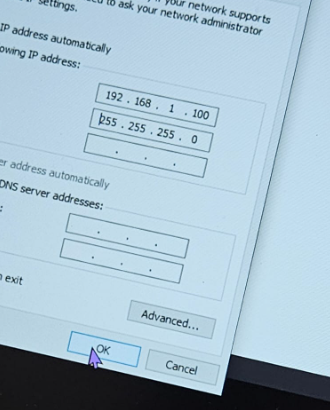 your network supports
to ask your network administrator
settings.
IP address automatically
owing IP address:
192 . 168 . 1 . 100
255 . 255 . 255 . 0
. . .
er address automatically
DNS server addresses:
:
. . .
. . .
exit
Advanced...
OK
Cancel